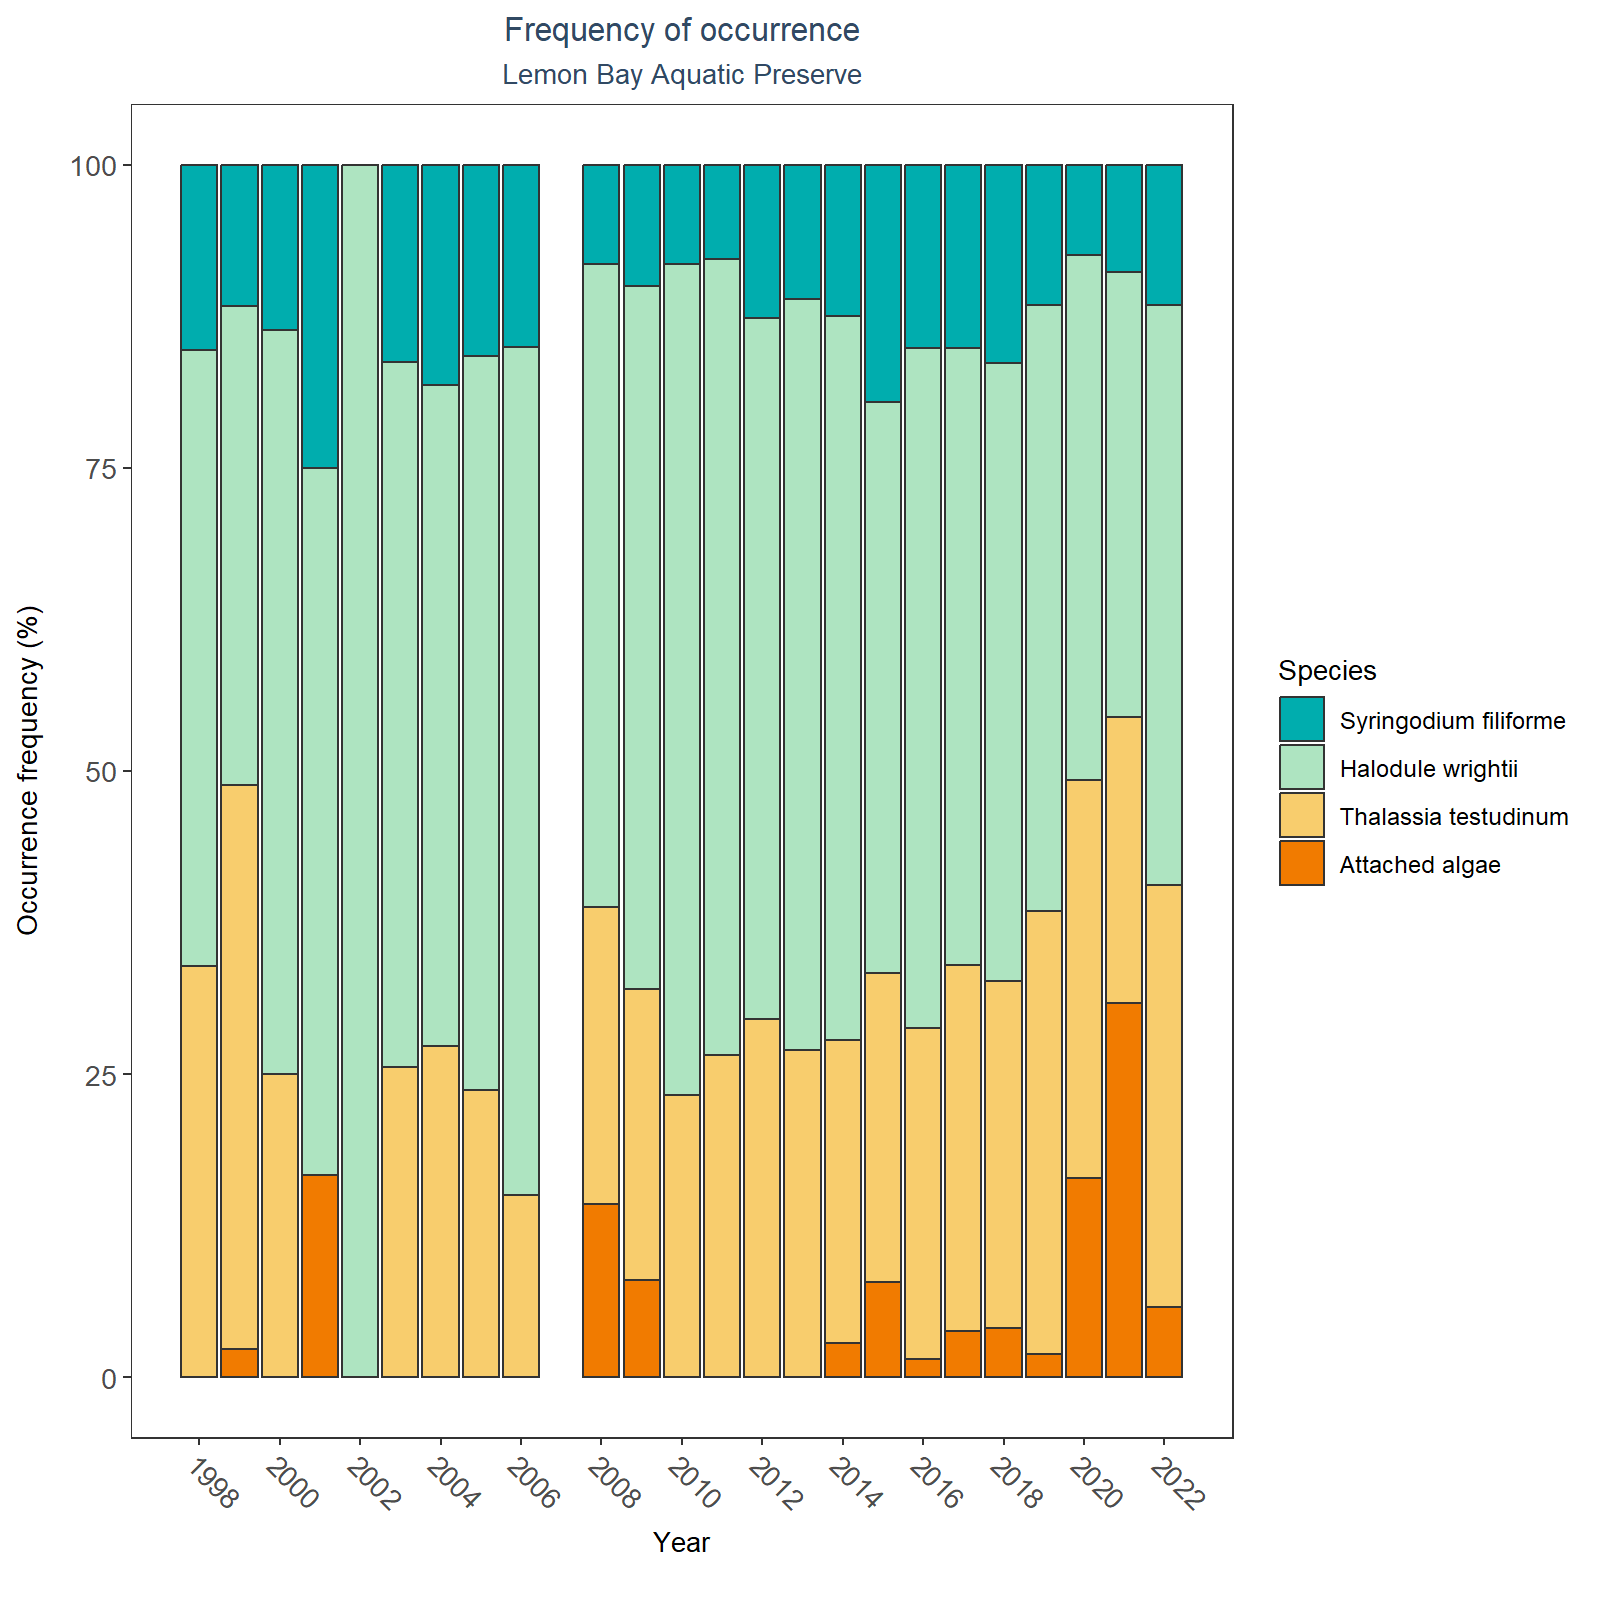 Frequency of occurrence
Lemon Bay Aquatic Preserve
Occurrence frequency (%)
100
75
50
25
0
1998
2000
2002
2004
2006
2008
2010
2012
2014
2016
2018
2020
2022
Year
Species
Syringodium filiforme
Halodule wrightii
Thalassia testudinum
Attached algae